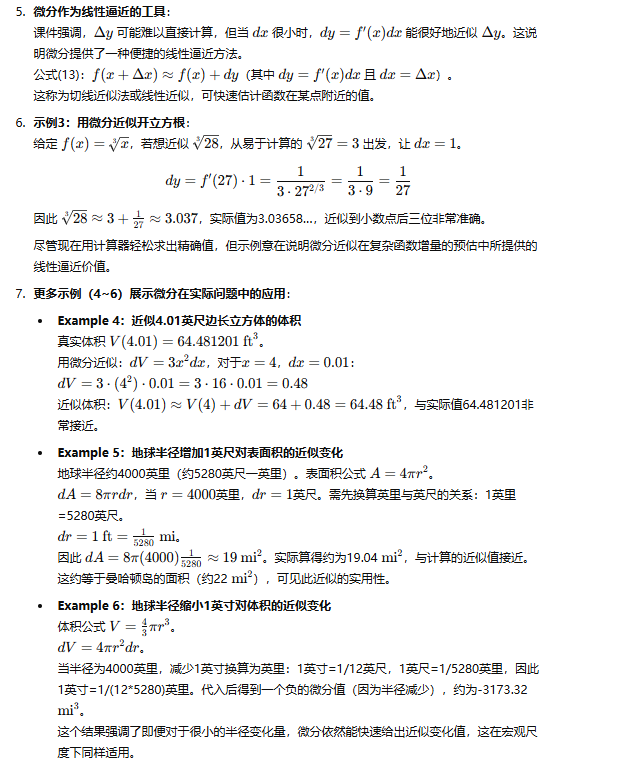 5. 微分作为线性逼近的工具：
课件强调，Δy 可能难以直接计算，但当 dx 很小时，dy = f′(x)dx 能很好地近似 Δy。这说
明微分提供了一种便捷的线性逼近方法。
公式(13)：f(x + Δx) ≈ f(x) + dy（其中 dy = f′(x)dx 且 dx = Δx）。
这称为切线近似法或线性近似，可快速估计函数在某点附近的值。
6. 示例3：用微分近似开立方根：
给定 f(x) = ∛x，若想近似 ∛28，从易于计算的 ∛27 = 3 出发，让 dx = 1。
dy = f′(27) · 1 = 1/(3 · 27^{2/3}) = 1/(3 · 9) = 1/27
因此 ∛28 ≈ 3 + 1/27 ≈ 3.037，实际值为3.03658...，近似到小数点后三位非常准确。
尽管现在用计算器轻松求出精确值，但示例意在说明微分近似在复杂函数增量的预估中所提供的
线性逼近价值。
7. 更多示例（4~6）展示微分在实际问题中的应用：
• Example 4：近似4.01英尺边长立方体的体积
真实体积 V(4.01) = 64.481201 ft³。
用微分近似：dV = 3x²dx，对于x = 4，dx = 0.01：
dV = 3 · (4²) · 0.01 = 3 · 16 · 0.01 = 0.48
近似体积：V(4.01) ≈ V(4) + dV = 64 + 0.48 = 64.48 ft³，与实际值64.481201非
常接近。
• Example 5：地球半径增加1英尺对表面积的近似变化
地球半径约4000英里（约5280英尺一英里）。表面积公式 A = 4πr²。
dA = 8πrdr，当 r = 4000英里，dr = 1英尺。需先换算英里与英尺的关系：1英里
=5280英尺。
dr = 1 ft = 1/5280 mi。
因此 dA = 8π(4000)1/5280 ≈ 19 mi²。实际算得约为19.04 mi²，与计算的近似值接近。
这约等于曼哈顿岛的面积（约22 mi²），可见此近似的实用性。
• Example 6：地球半径缩小1英寸对体积的近似变化
体积公式 V = 4/3πr³。
dV = 4πr²dr。
当半径为4000英里，减少1英寸换算为英里：1英寸=1/12英尺，1英尺=1/5280英里，因此
1英寸=1/(12*5280)英里。代入后得到一个负的微分值（因为半径减少），约为-3173.32
mi³。
这个结果强调了即便对于很小的半径变化量，微分依然能快速给出近似变化值，这在宏观尺
度下同样适用。